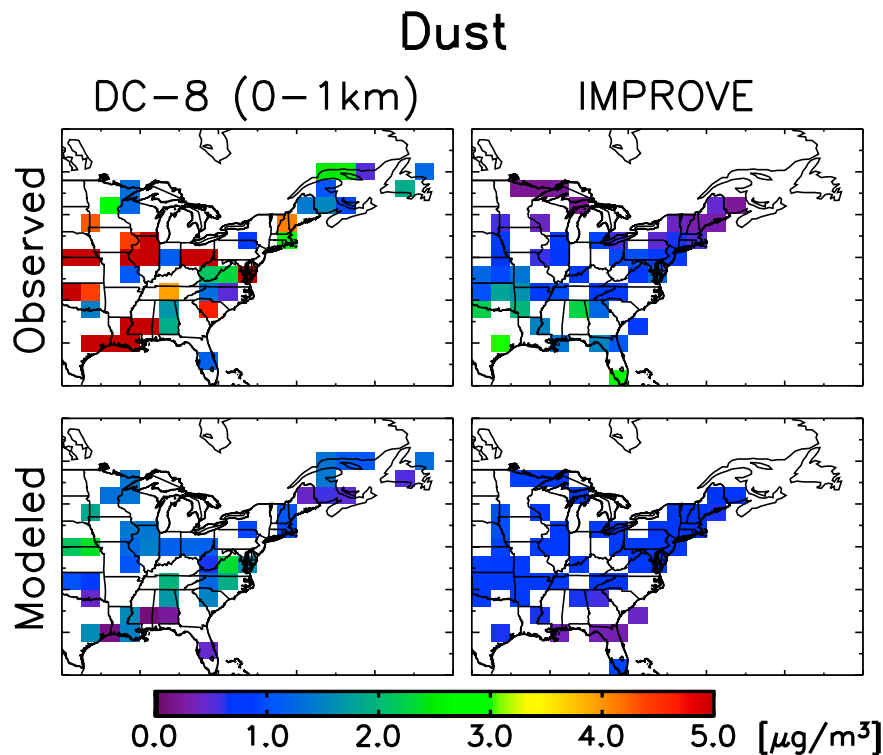 Dust
DC-8 (0-1km)
IMPROVE
Observed
Modeled
0.0 1.0 2.0 3.0 4.0 5.0 [μg/m³]